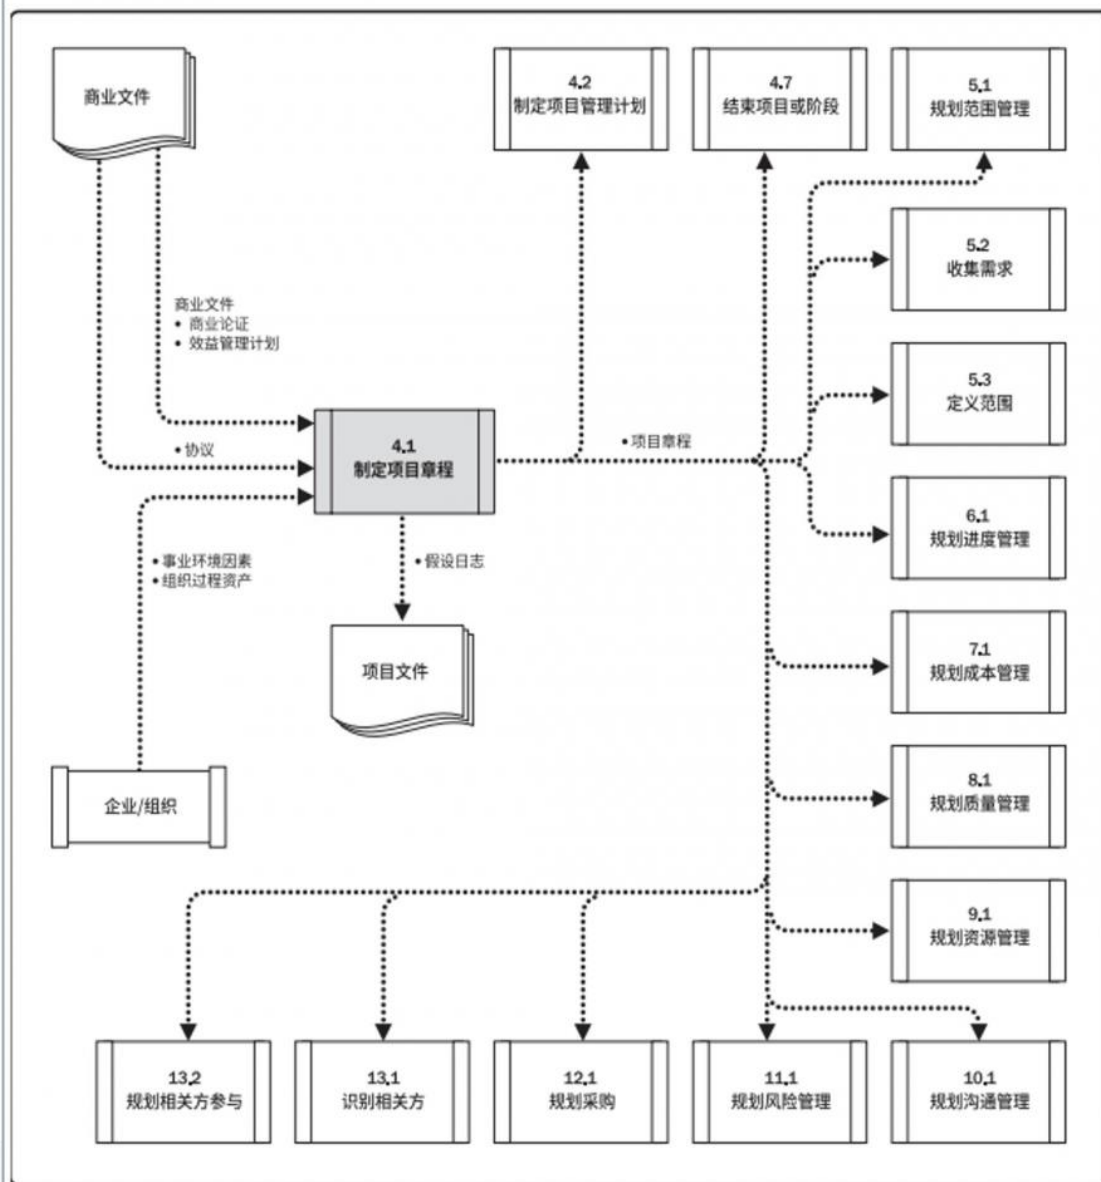 商业文件
4.2
制定项目管理计划
4.7
结束项目或阶段
5.1
规划范围管理
5.2
收集需求
商业文件
• 商业论证
• 效益管理计划
5.3
定义范围
• 协议
4.1
制定项目章程
• 项目章程
6.1
规划进度管理
• 事业环境因素
• 组织过程资产
• 假设日志
项目文件
7.1
规划成本管理
企业/组织
8.1
规划质量管理
9.1
规划资源管理
13.2
规划相关方参与
13.1
识别相关方
12.1
规划采购
11.1
规划风险管理
10.1
规划沟通管理